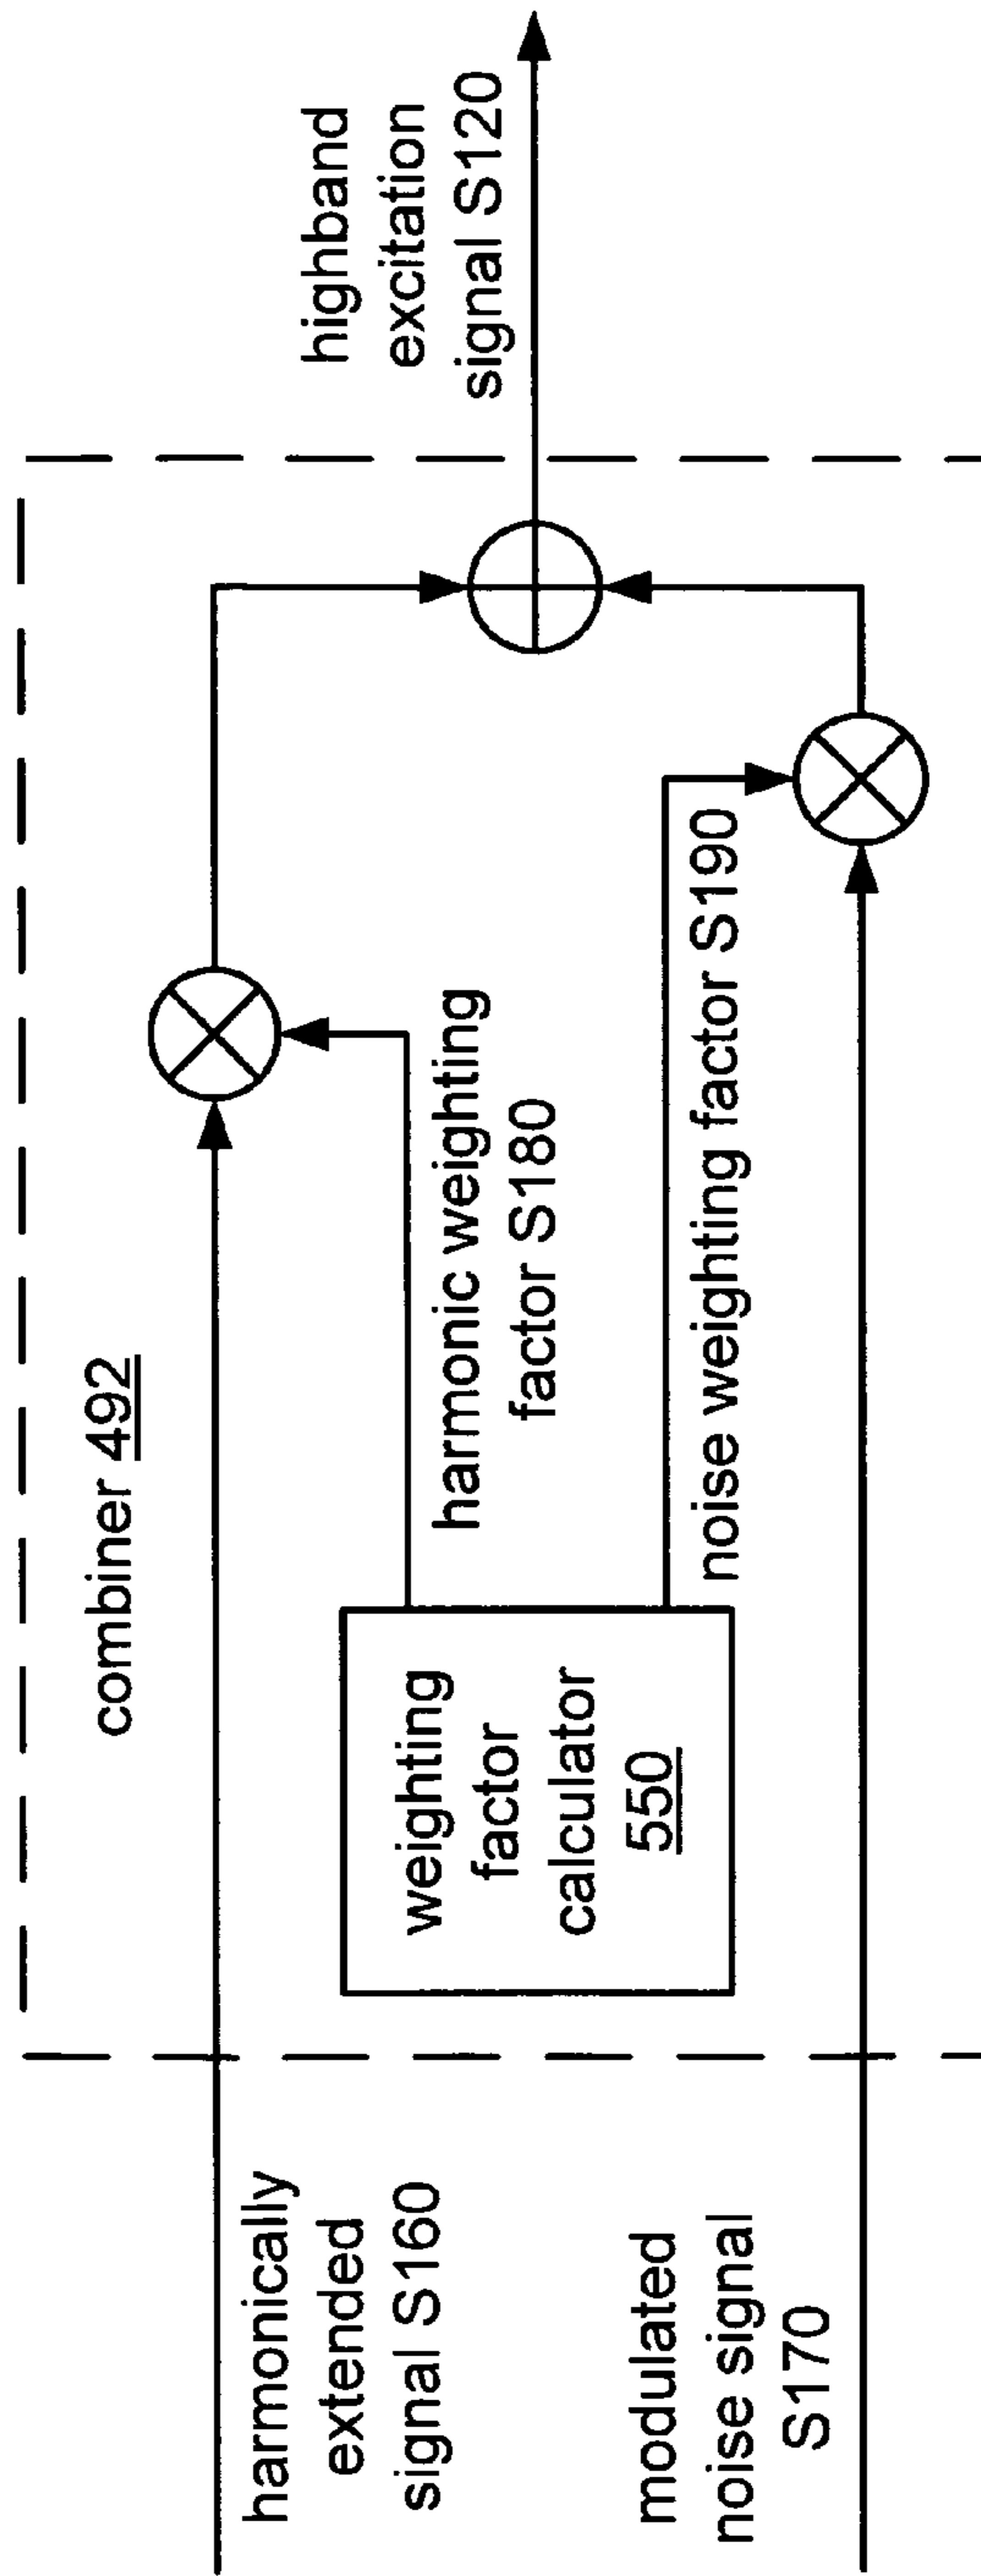 combiner 492
harmonically
extended
signal S160
modulated
noise signal
S170
weighting
factor
calculator
550
harmonic weighting
factor S180
noise weighting factor S190
highband
excitation
signal S120